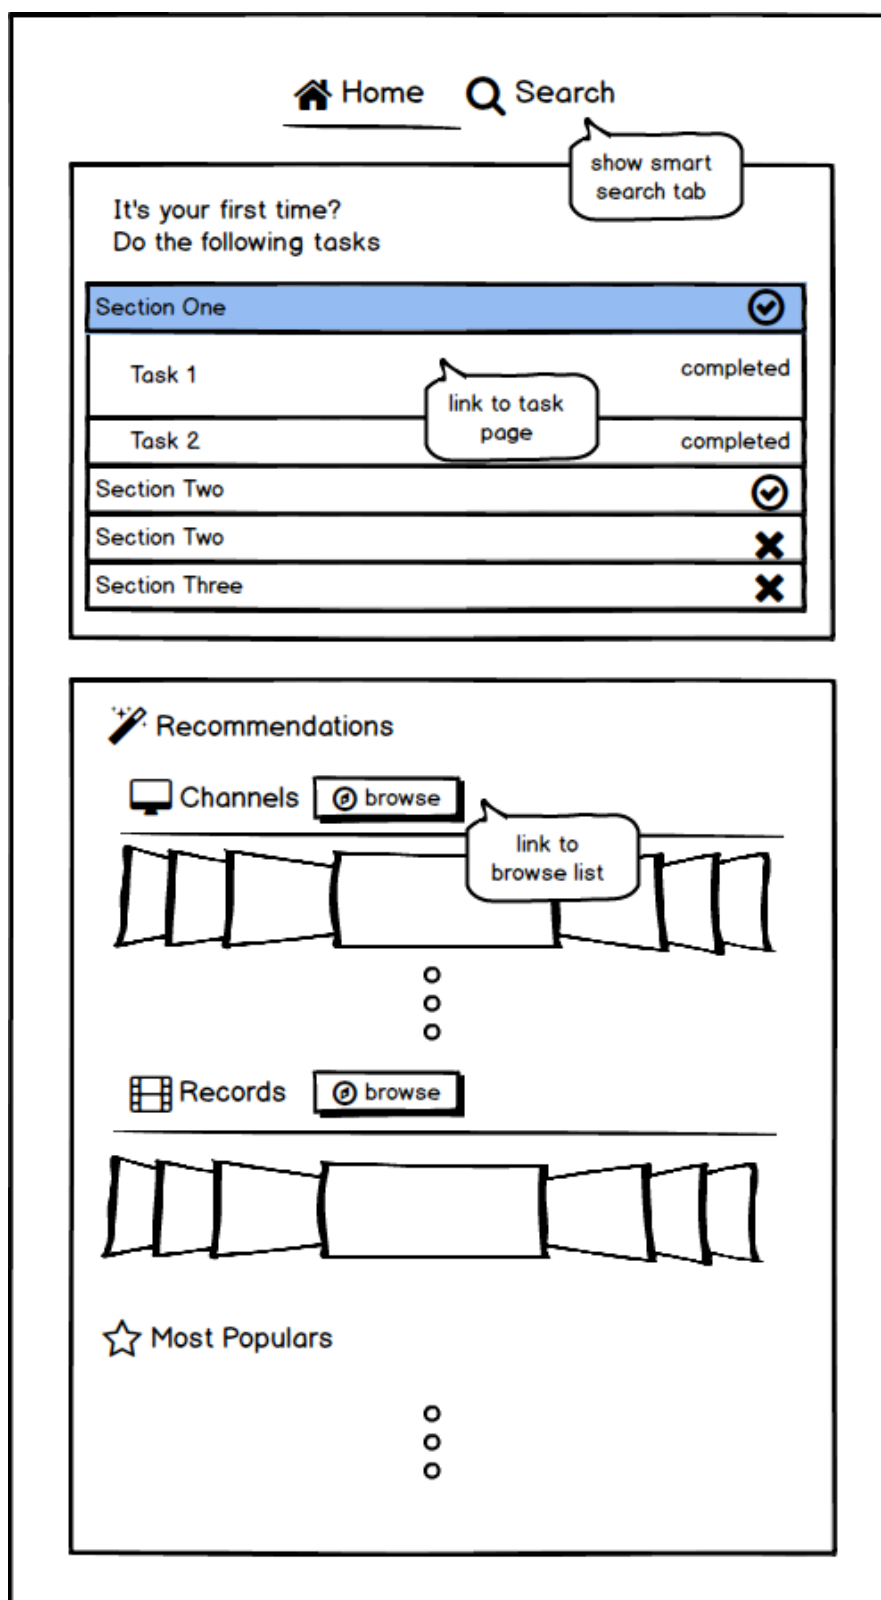 Home
Search
show smart
search tab
It's your first time?
Do the following tasks
Section One
Task 1
completed
link to task
page
Task 2
completed
Section Two
Section Two
Section Three
Recommendations
Channels
browse
link to
browse list
Records
browse
Most Populars